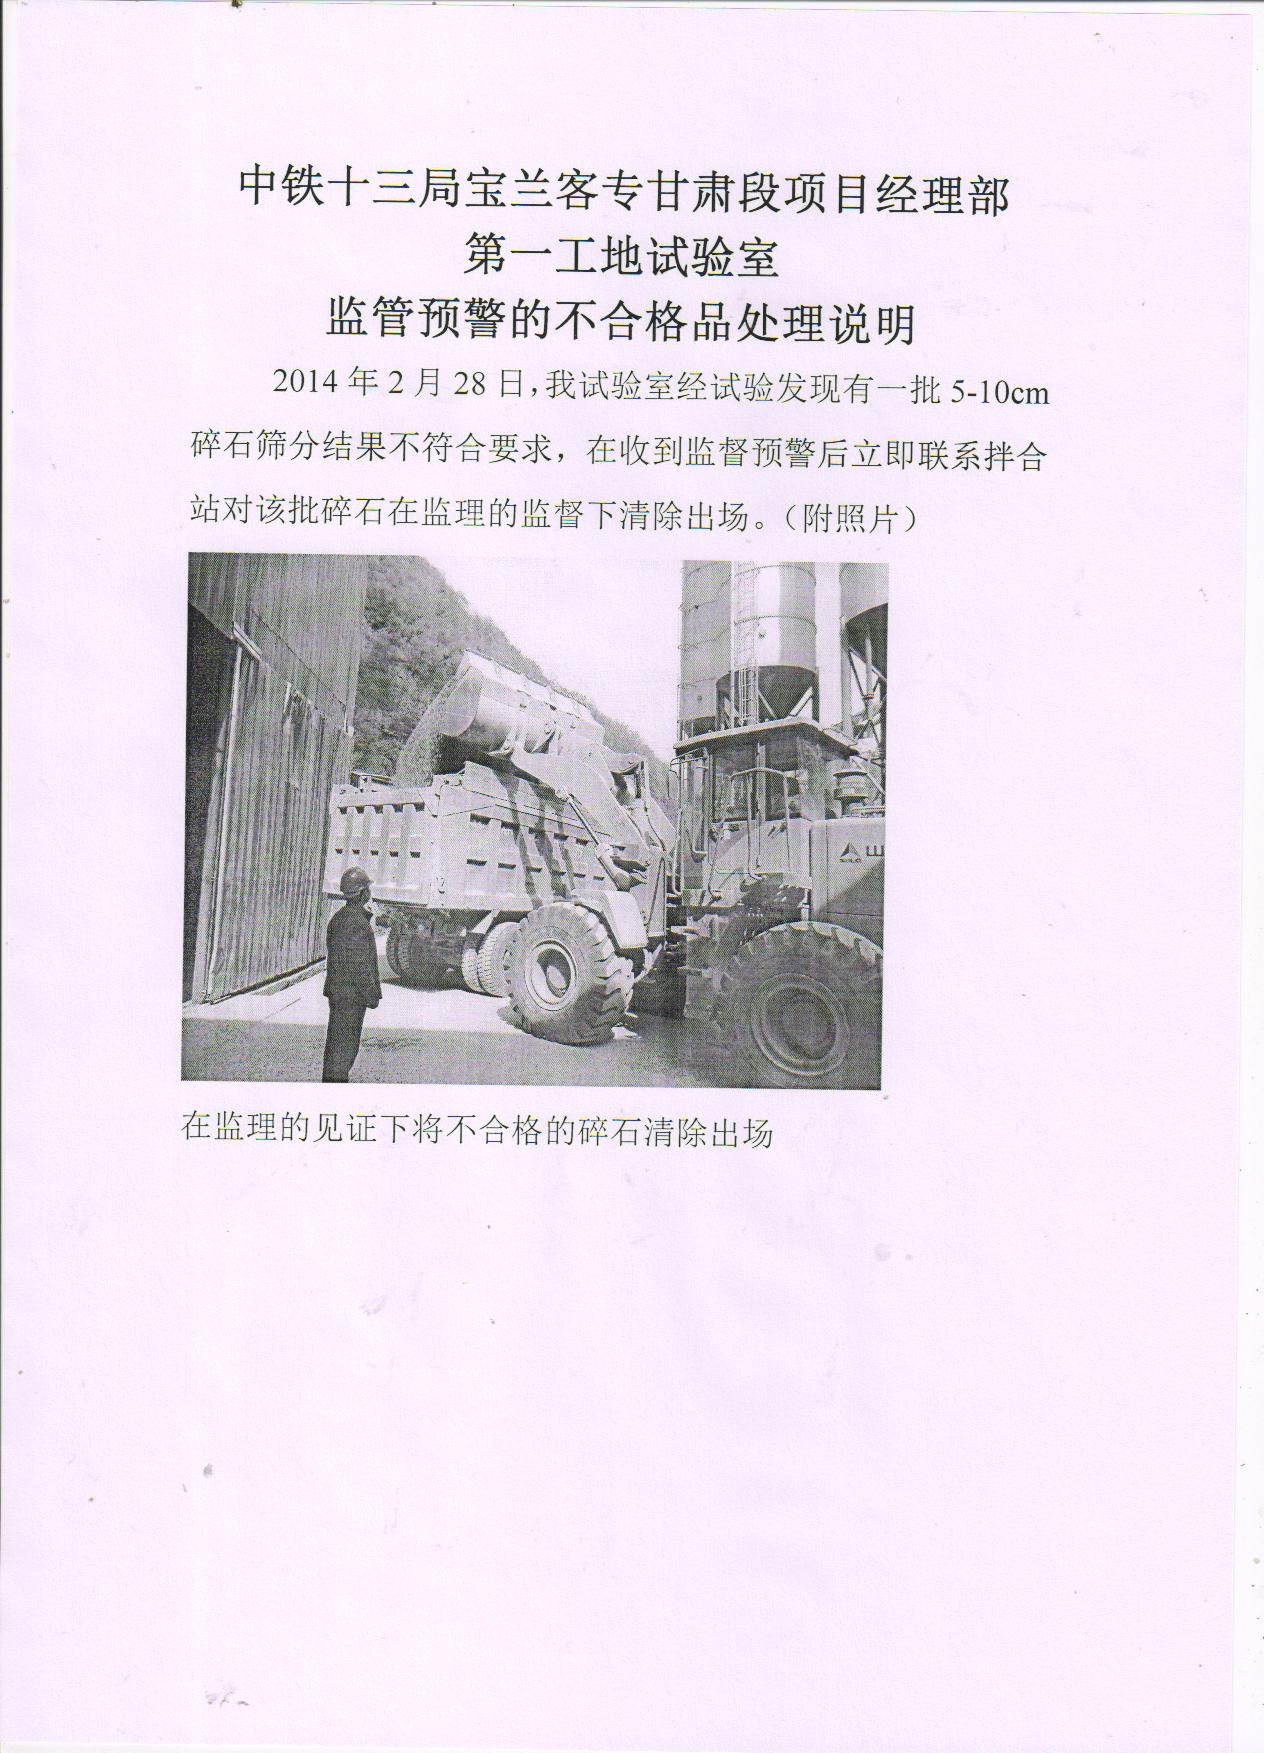 中铁十三局宝兰客专甘肃段项目经理部
第一工地试验室
监管预警的不合格品处理说明
2014年2月28日,我试验室经试验发现有一批5-10cm
碎石筛分结果不符合要求，在收到监督预警后立即联系拌合
站对该批碎石在监理的监督下清除出场。（附照片）
山
在监理的见证下将不合格的碎石清除出场